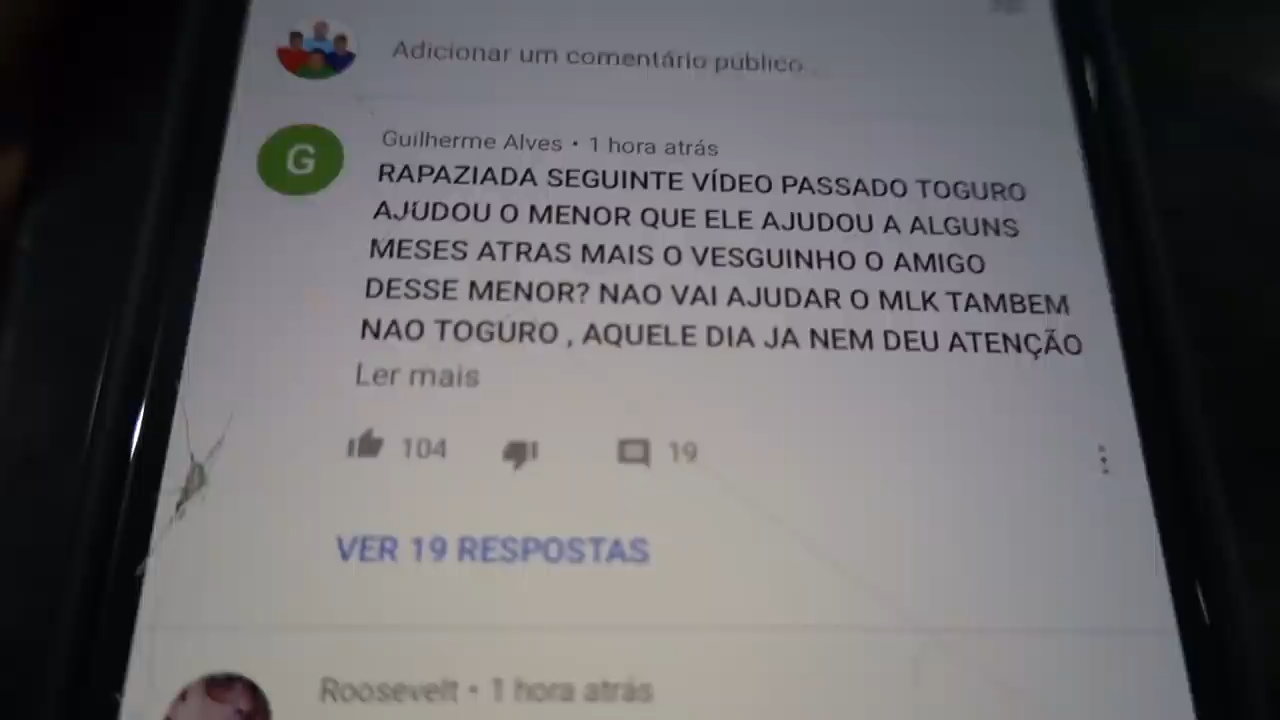 Adicionar um comentário público...
G
Guilherme Alves • 1 hora atrás
RAPAZIADA SEGUINTE VÍDEO PASSADO TOGURO
AJUDOU O MENOR QUE ELE AJUDOU A ALGUNS
MESES ATRAS MAIS O VESGUINHO O AMIGO
DESSE MENOR? NAO VAI AJUDAR O MLK TAMBEM
NAO TOGURO , AQUELE DIA JA NEM DEU ATENÇÃO
Ler mais
104 19
VER 19 RESPOSTAS
Roosevelt • 1 hora atrás